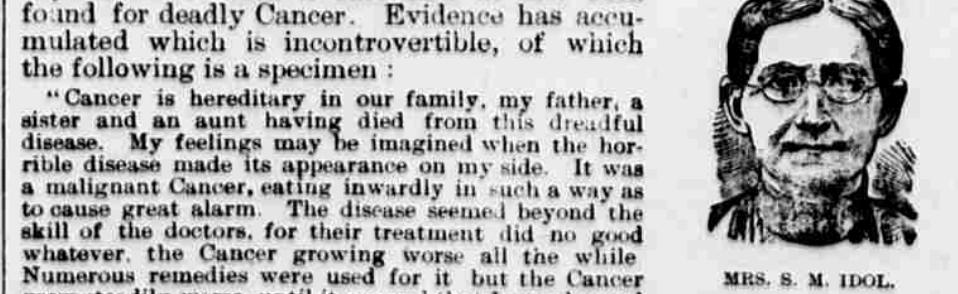 found for deadly Cancer. Evidence has accu-
mulated which is incontrovertible, of which
the following is a specimen :
"Cancer is hereditary in our family, my father, a
sister and an aunt having died from this dreadful
disease. My feelings may be imagined when the hor-
rible disease made its appearance on my side. It was
a malignant Cancer, eating inwardly in such a way as
to cause great alarm. The disease seemed beyond the
skill of the doctors, for their treatment did no good
whatever, the Cancer growing worse all the while
Numerous remedies were used for it but the Cancer
MRS. S. M. IDOL.